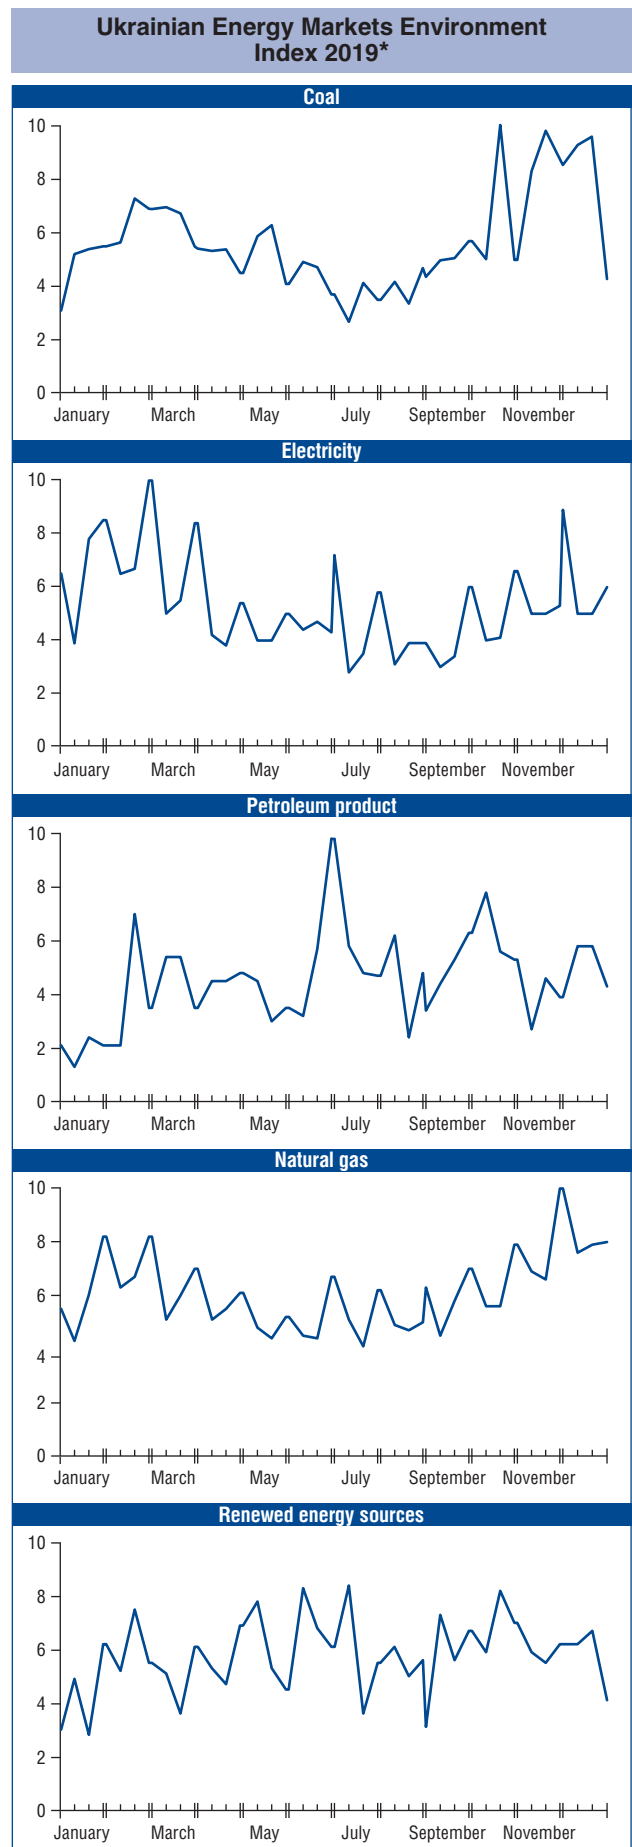 Ukrainian Energy Markets Environment
Index 2019*
Coal
10
8
6
4
2
0
January March May July September November
Electricity
10
8
6
4
2
0
January March May July September November
Petroleum product
10
8
6
4
2
0
January March May July September November
Natural gas
10
8
6
4
2
0
January March May July September November
Renewed energy sources
10
8
6
4
2
0
January March May July September November